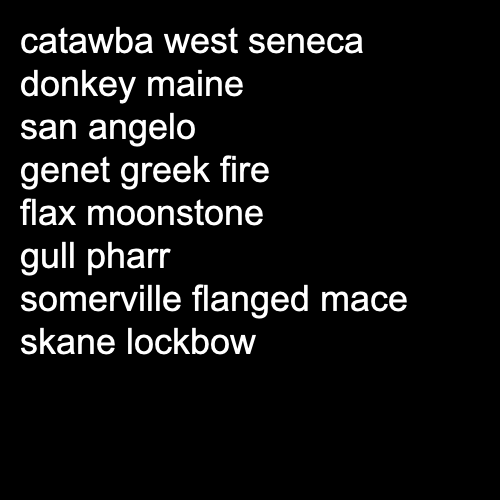 catawba west seneca
donkey maine
san angelo
genet greek fire
flax moonstone
gull pharr
somerville flanged mace
skane lockbow